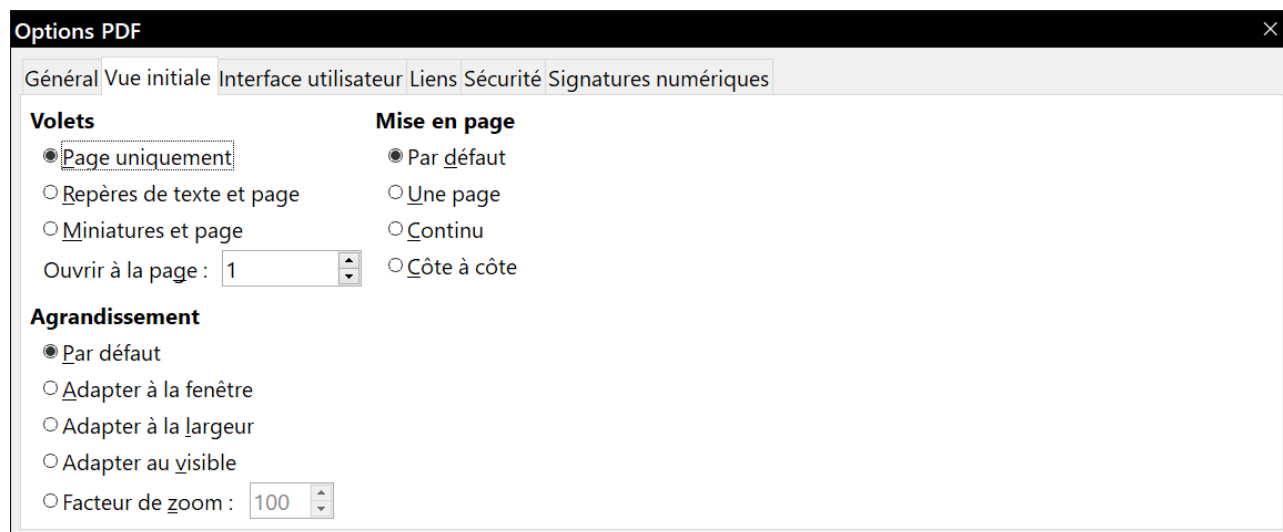 Options PDF
Général Vue initiale Interface utilisateur Liens Sécurité Signatures numériques
Volets
Page uniquement
Repères de texte et page
Miniatures et page
Ouvrir à la page : 1
Mise en page
Par défaut
Une page
Continu
Côte à côte
Agrandissement
Par défaut
Adapter à la fenêtre
Adapter à la largeur
Adapter au visible
Facteur de zoom : 100